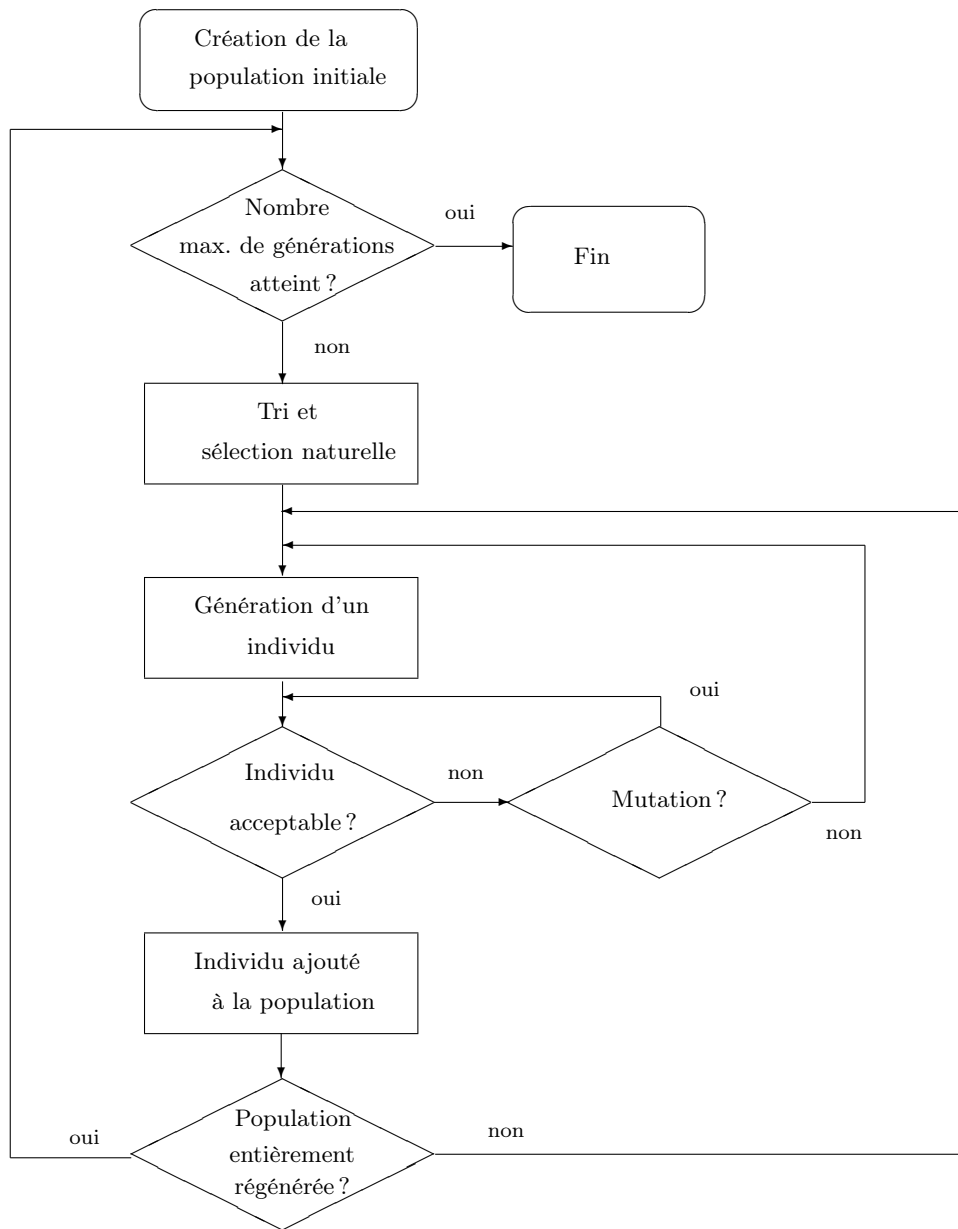 Création de la
population initiale
Nombre
max. de générations
atteint ?
oui
Fin
non
Tri et
sélection naturelle
Génération d'un
individu
oui
Individu
acceptable ?
non
Mutation ?
non
oui
Individu ajouté
à la population
Population
entièrement
régénérée ?
oui
non